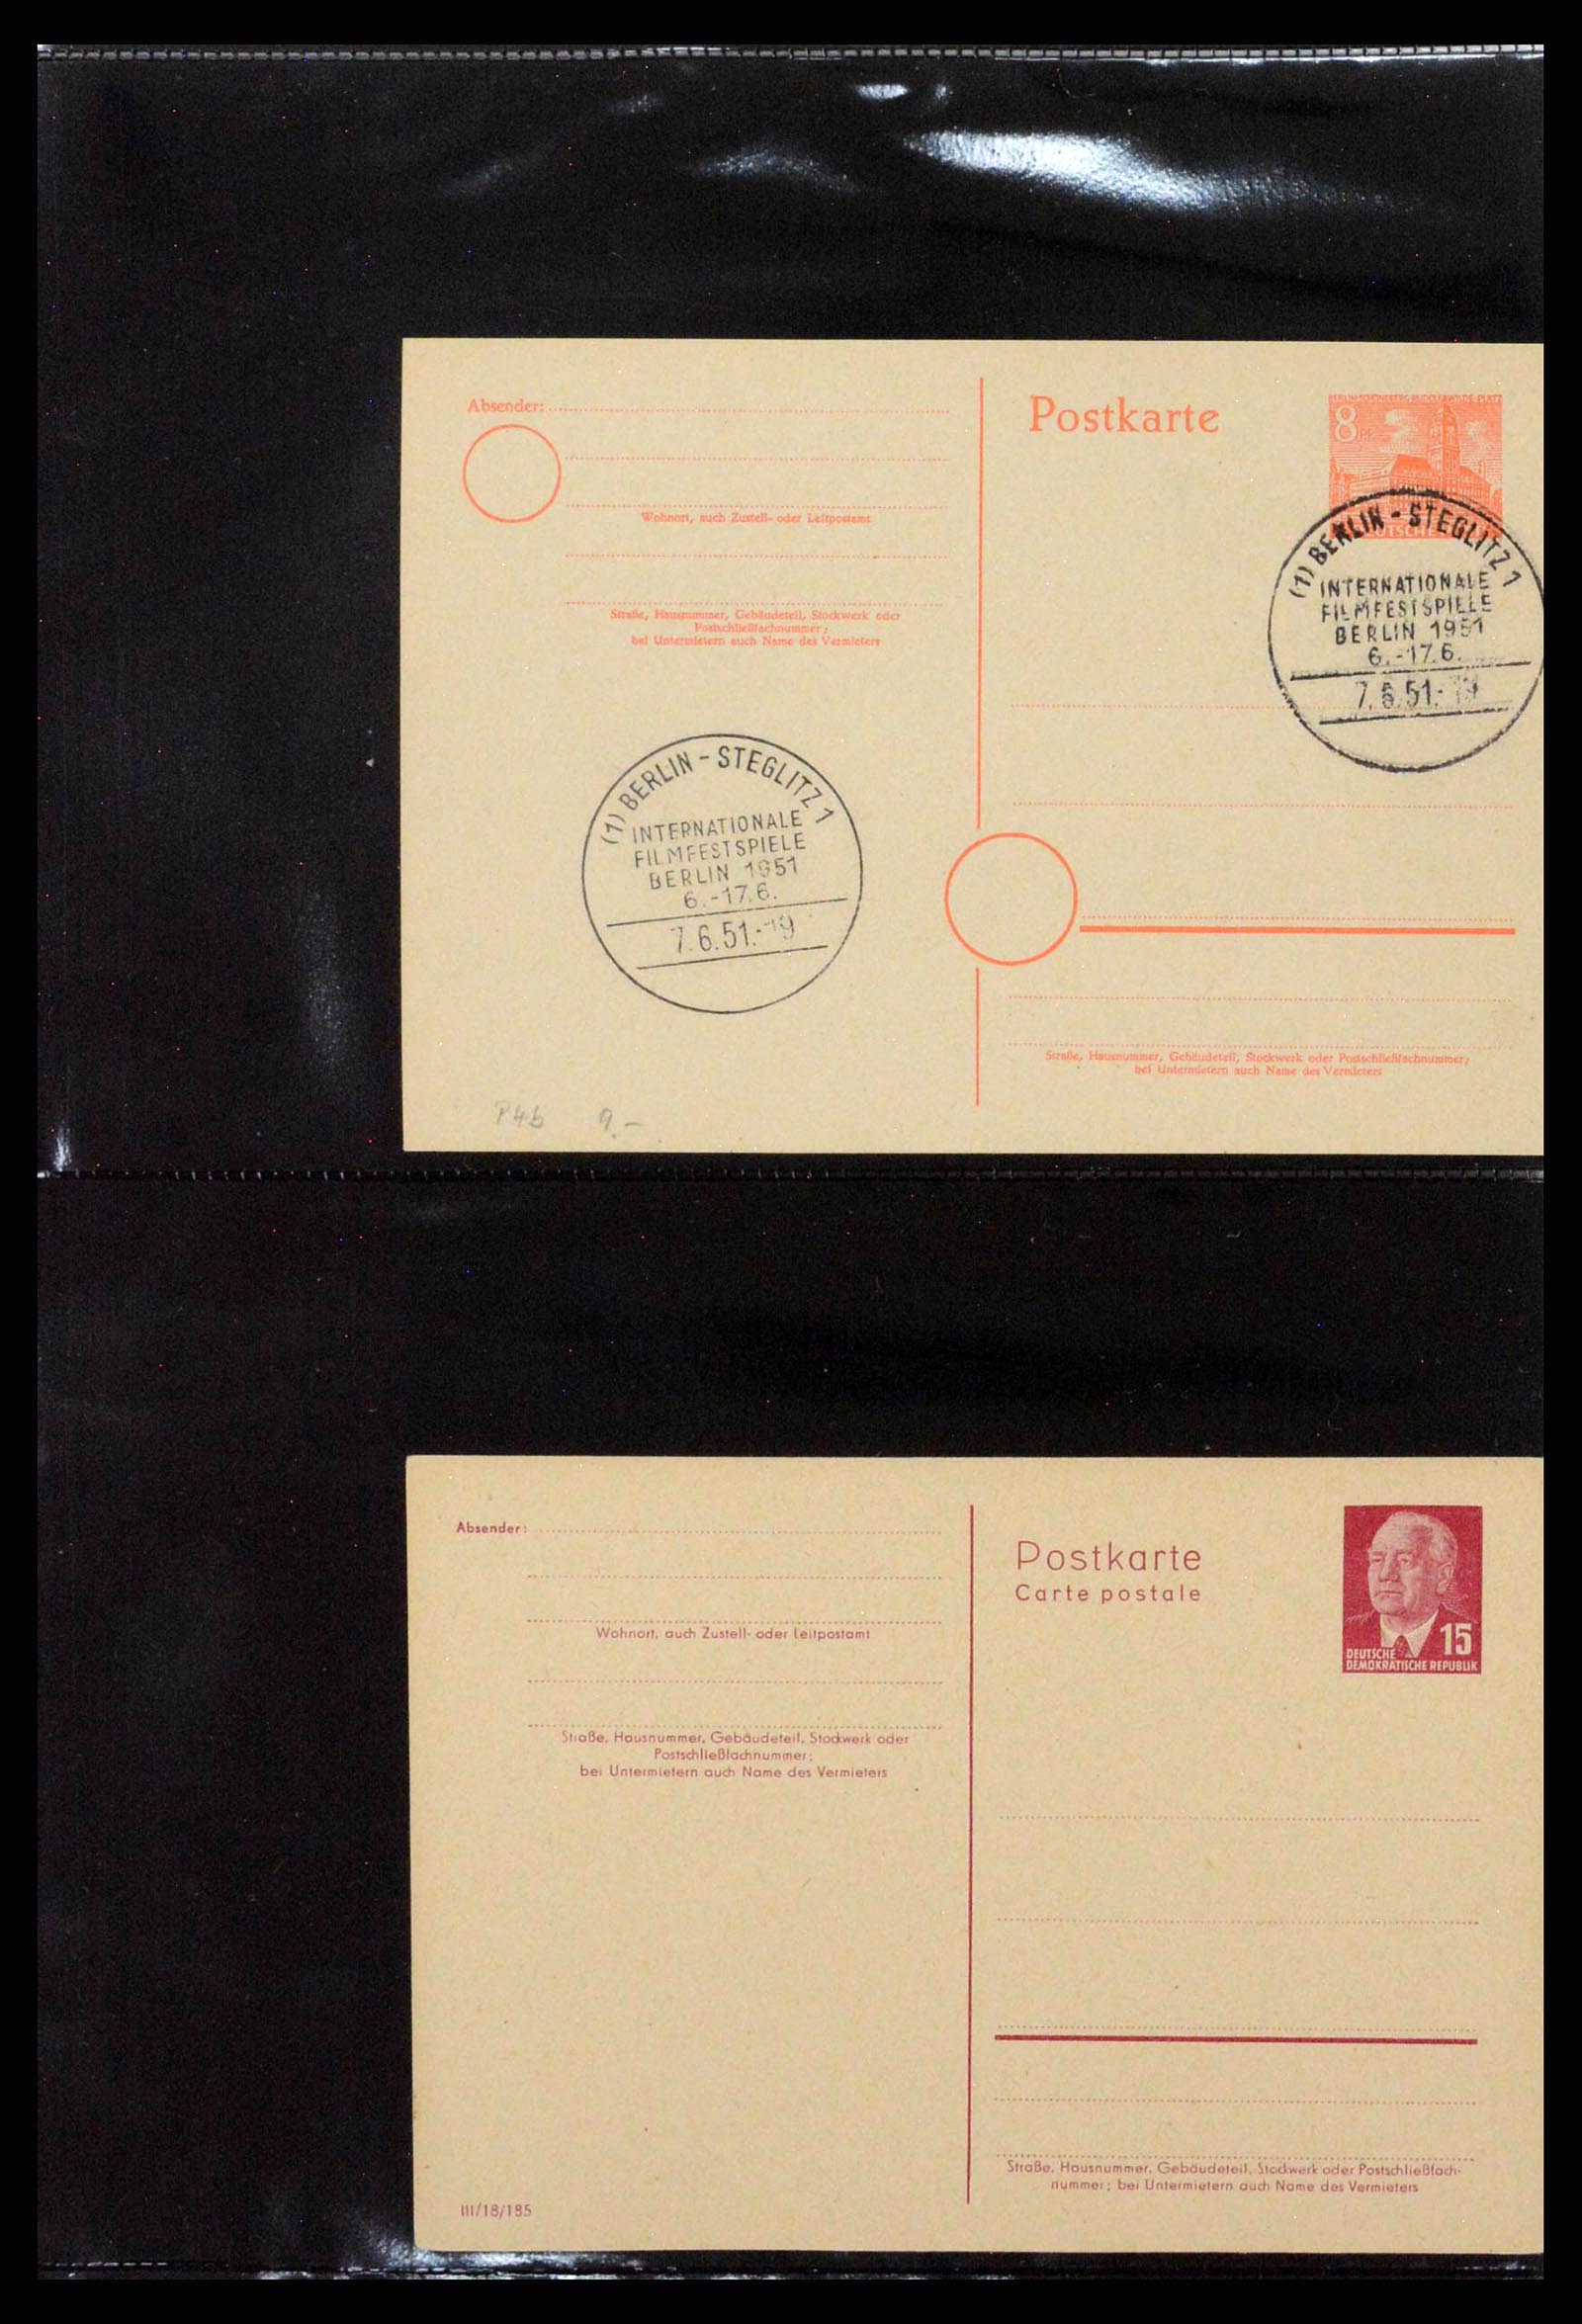 Absender:
Wohnort, auch Zustell- oder Leitpostamt
Straße, Hausnummer, Gebäudeteil, Stockwerk oder
Postschließfachnummer;
bei Untermietern auch Name des Vermieters
Postkarte
8 PF
(1) BERLIN - STEGLITZ 1
INTERNATIONALE
FILMFESTSPIELE
BERLIN 1951
6.-17.6.
7.6.51.-19
(1) BERLIN - STEGLITZ 1
INTERNATIONALE
FILMFESTSPIELE
BERLIN 1951
6.-17.6.
7.6.51.-19
Straße, Hausnummer, Gebäudeteil, Stockwerk oder Postschließfachnummer;
bei Untermietern auch Name des Vermieters
P4b 9.-
Absender:
Wohnort, auch Zustell- oder Leitpostamt
Straße, Hausnummer, Gebäudeteil, Stockwerk oder
Postschließfachnummer;
bei Untermietern auch Name des Vermieters
Postkarte
Carte postale
15
DEUTSCHE
DEMOKRATISCHE REPUBLIK
Straße, Hausnummer, Gebäudeteil, Stockwerk oder Postschließfach-
nummer; bei Untermietern auch Name des Vermieters
III/18/185